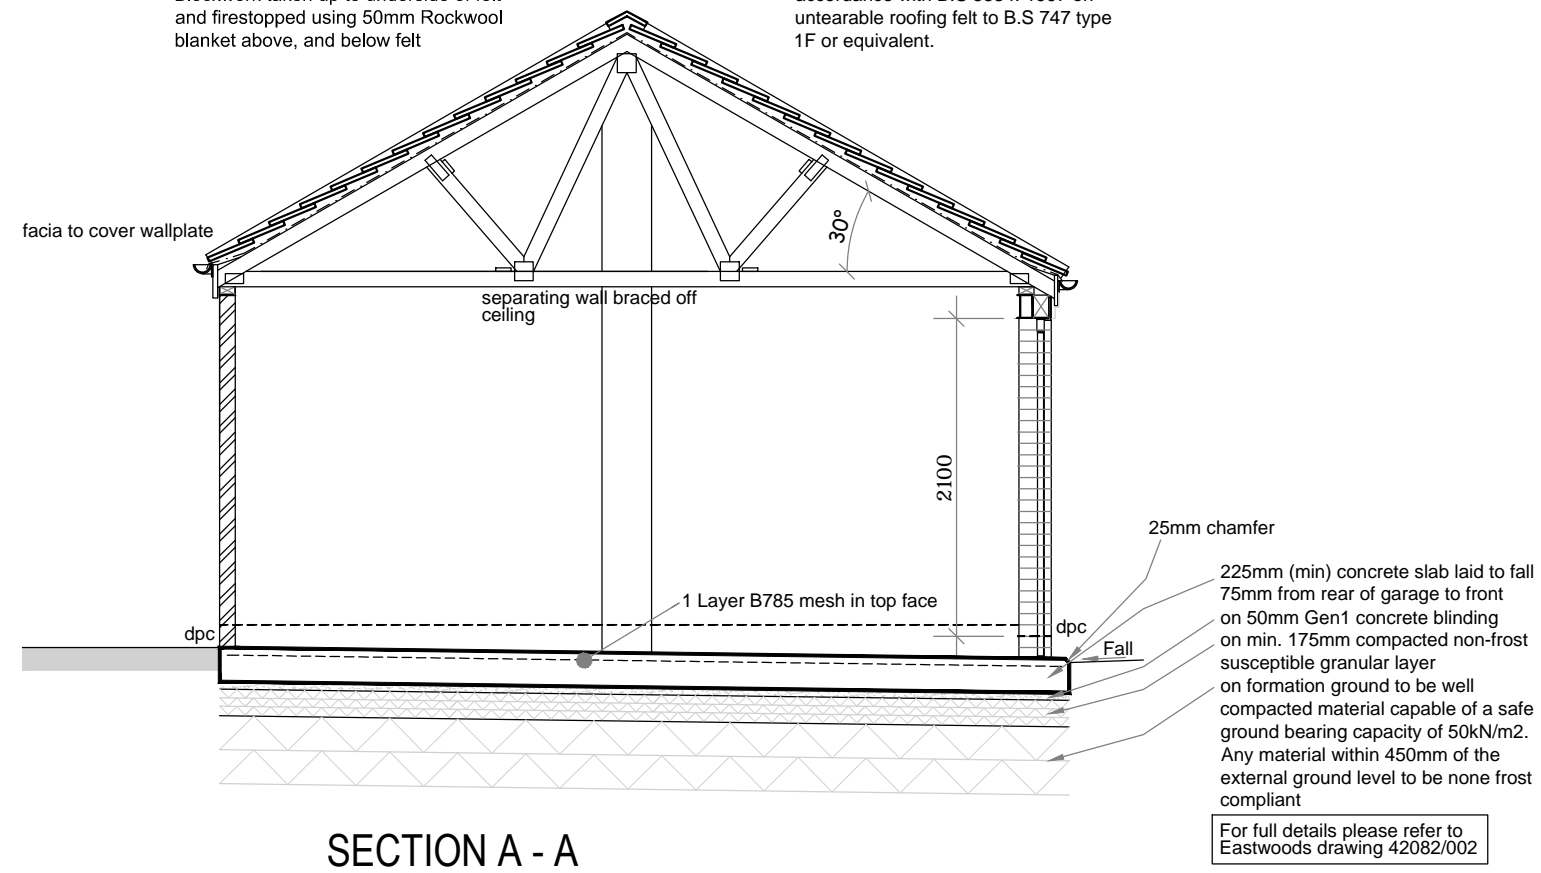 and firestopped using 50mm Rockwool
blanket above, and below felt
untearable roofing felt to B.S 747 type
1F or equivalent.
facia to cover wallplate
30°
separating wall braced off
ceiling
2100
25mm chamfer
1 Layer B785 mesh in top face
dpc
dpc
Fall
225mm (min) concrete slab laid to fall
75mm from rear of garage to front
on 50mm Gen1 concrete blinding
on min. 175mm compacted non-frost
susceptible granular layer
on formation ground to be well
compacted material capable of a safe
ground bearing capacity of 50kN/m2.
Any material within 450mm of the
external ground level to be none frost
compliant
For full details please refer to
Eastwoods drawing 42082/002
SECTION A - A